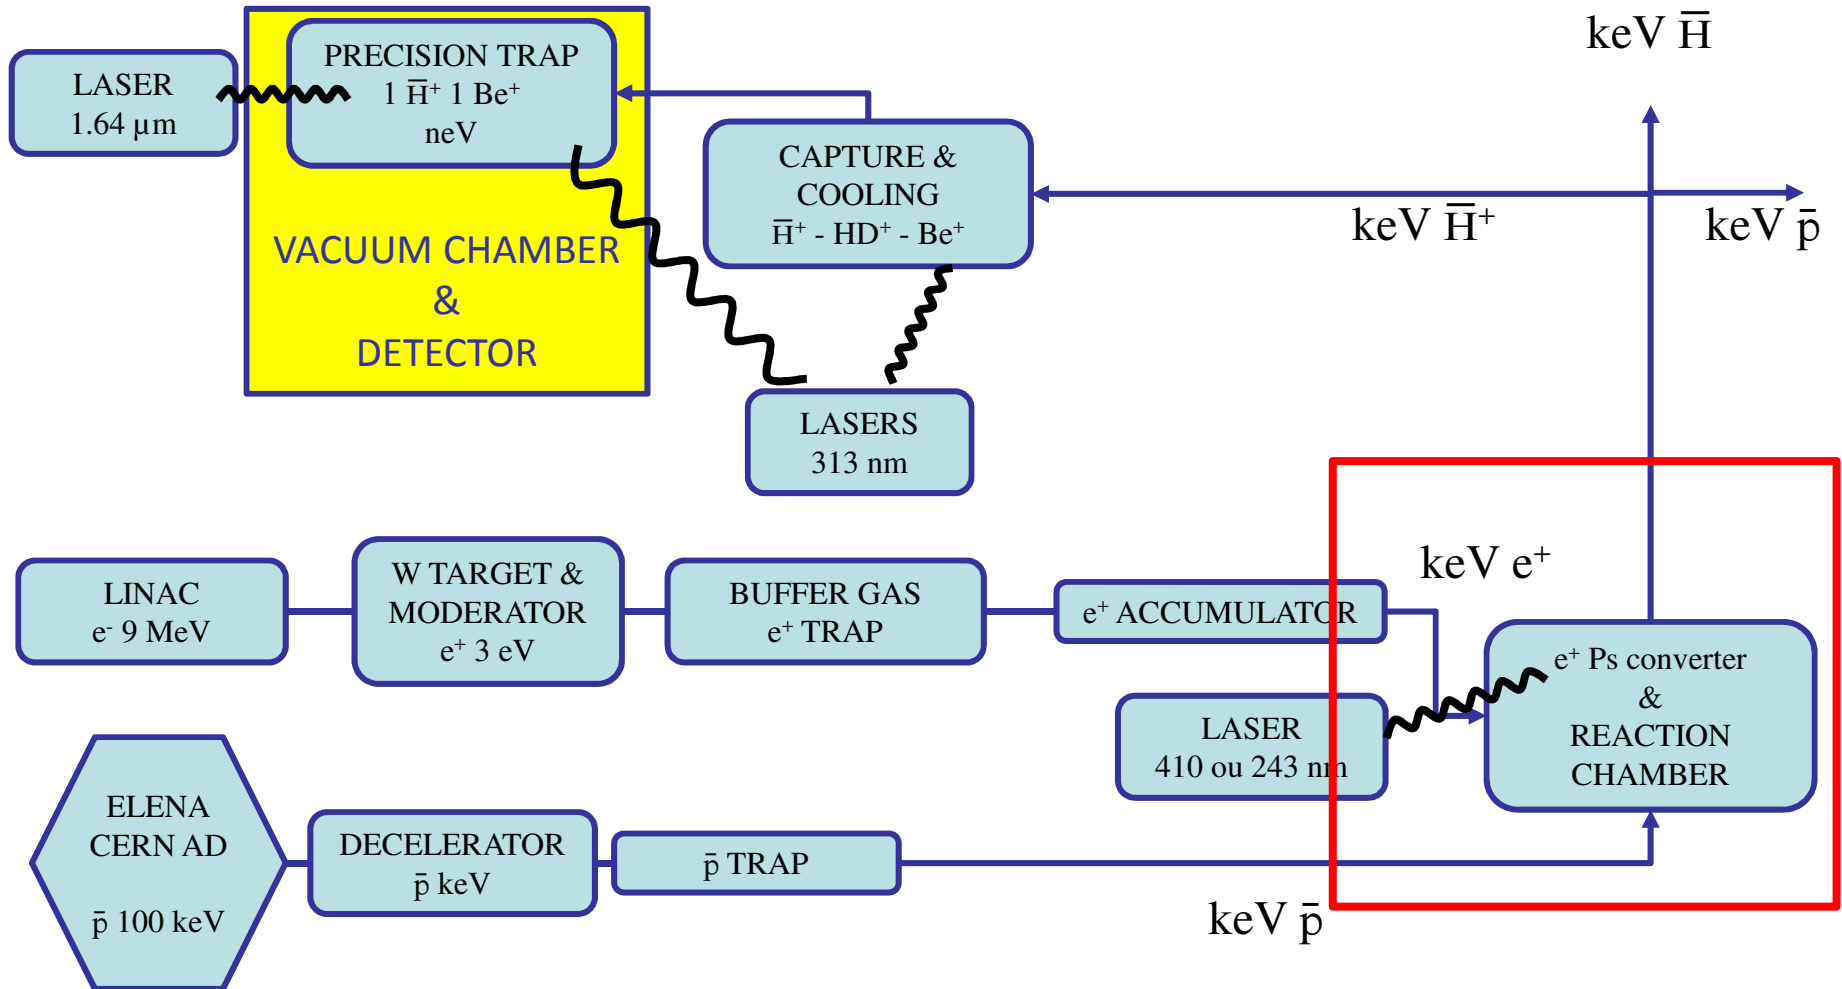 keV H̅
PRECISION TRAP
1 H̅⁺ 1 Be⁺
neV
LASER
1.64 µm
CAPTURE &
COOLING
H̅⁺ - HD⁺ - Be⁺
keV H̅⁺
keV p̄
VACUUM CHAMBER
&
DETECTOR
LASERS
313 nm
LINAC
e⁻ 9 MeV
W TARGET &
MODERATOR
e⁺ 3 eV
BUFFER GAS
e⁺ TRAP
e⁺ ACCUMULATOR
keV e⁺
LASER
410 ou 243 nm
e⁺ Ps converter
&
REACTION
CHAMBER
ELENA
CERN AD
p̄ 100 keV
DECELERATOR
p̄ keV
p̄ TRAP
keV p̄